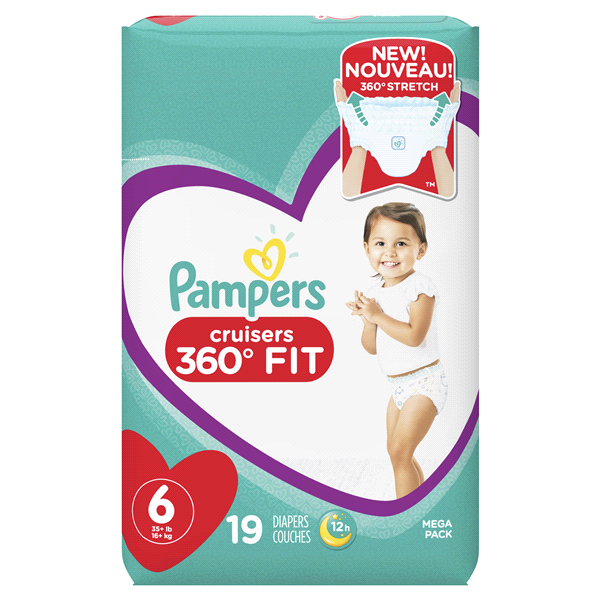 NEW!
NOUVEAU!
360° STRETCH
TM
Pampers
cruisers
360° FIT
6
35+ lb
16+ kg
19 DIAPERS
COUCHES
12h
MEGA
PACK